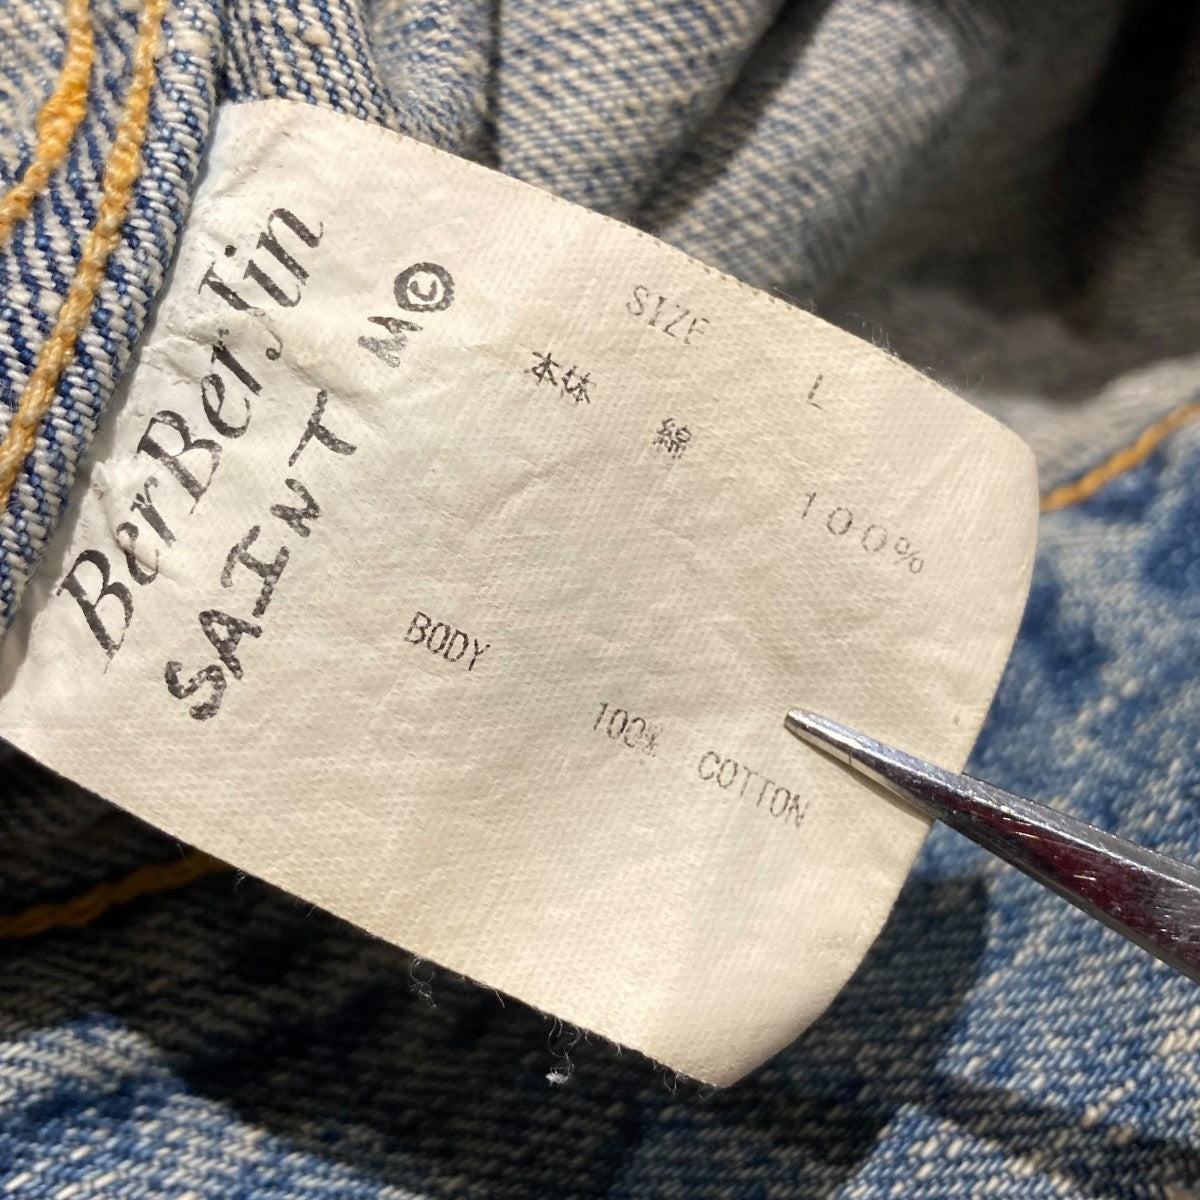 BerBerJin
SAINT M©
SIZE L
本体 綿 100%
BODY
100% COTTON